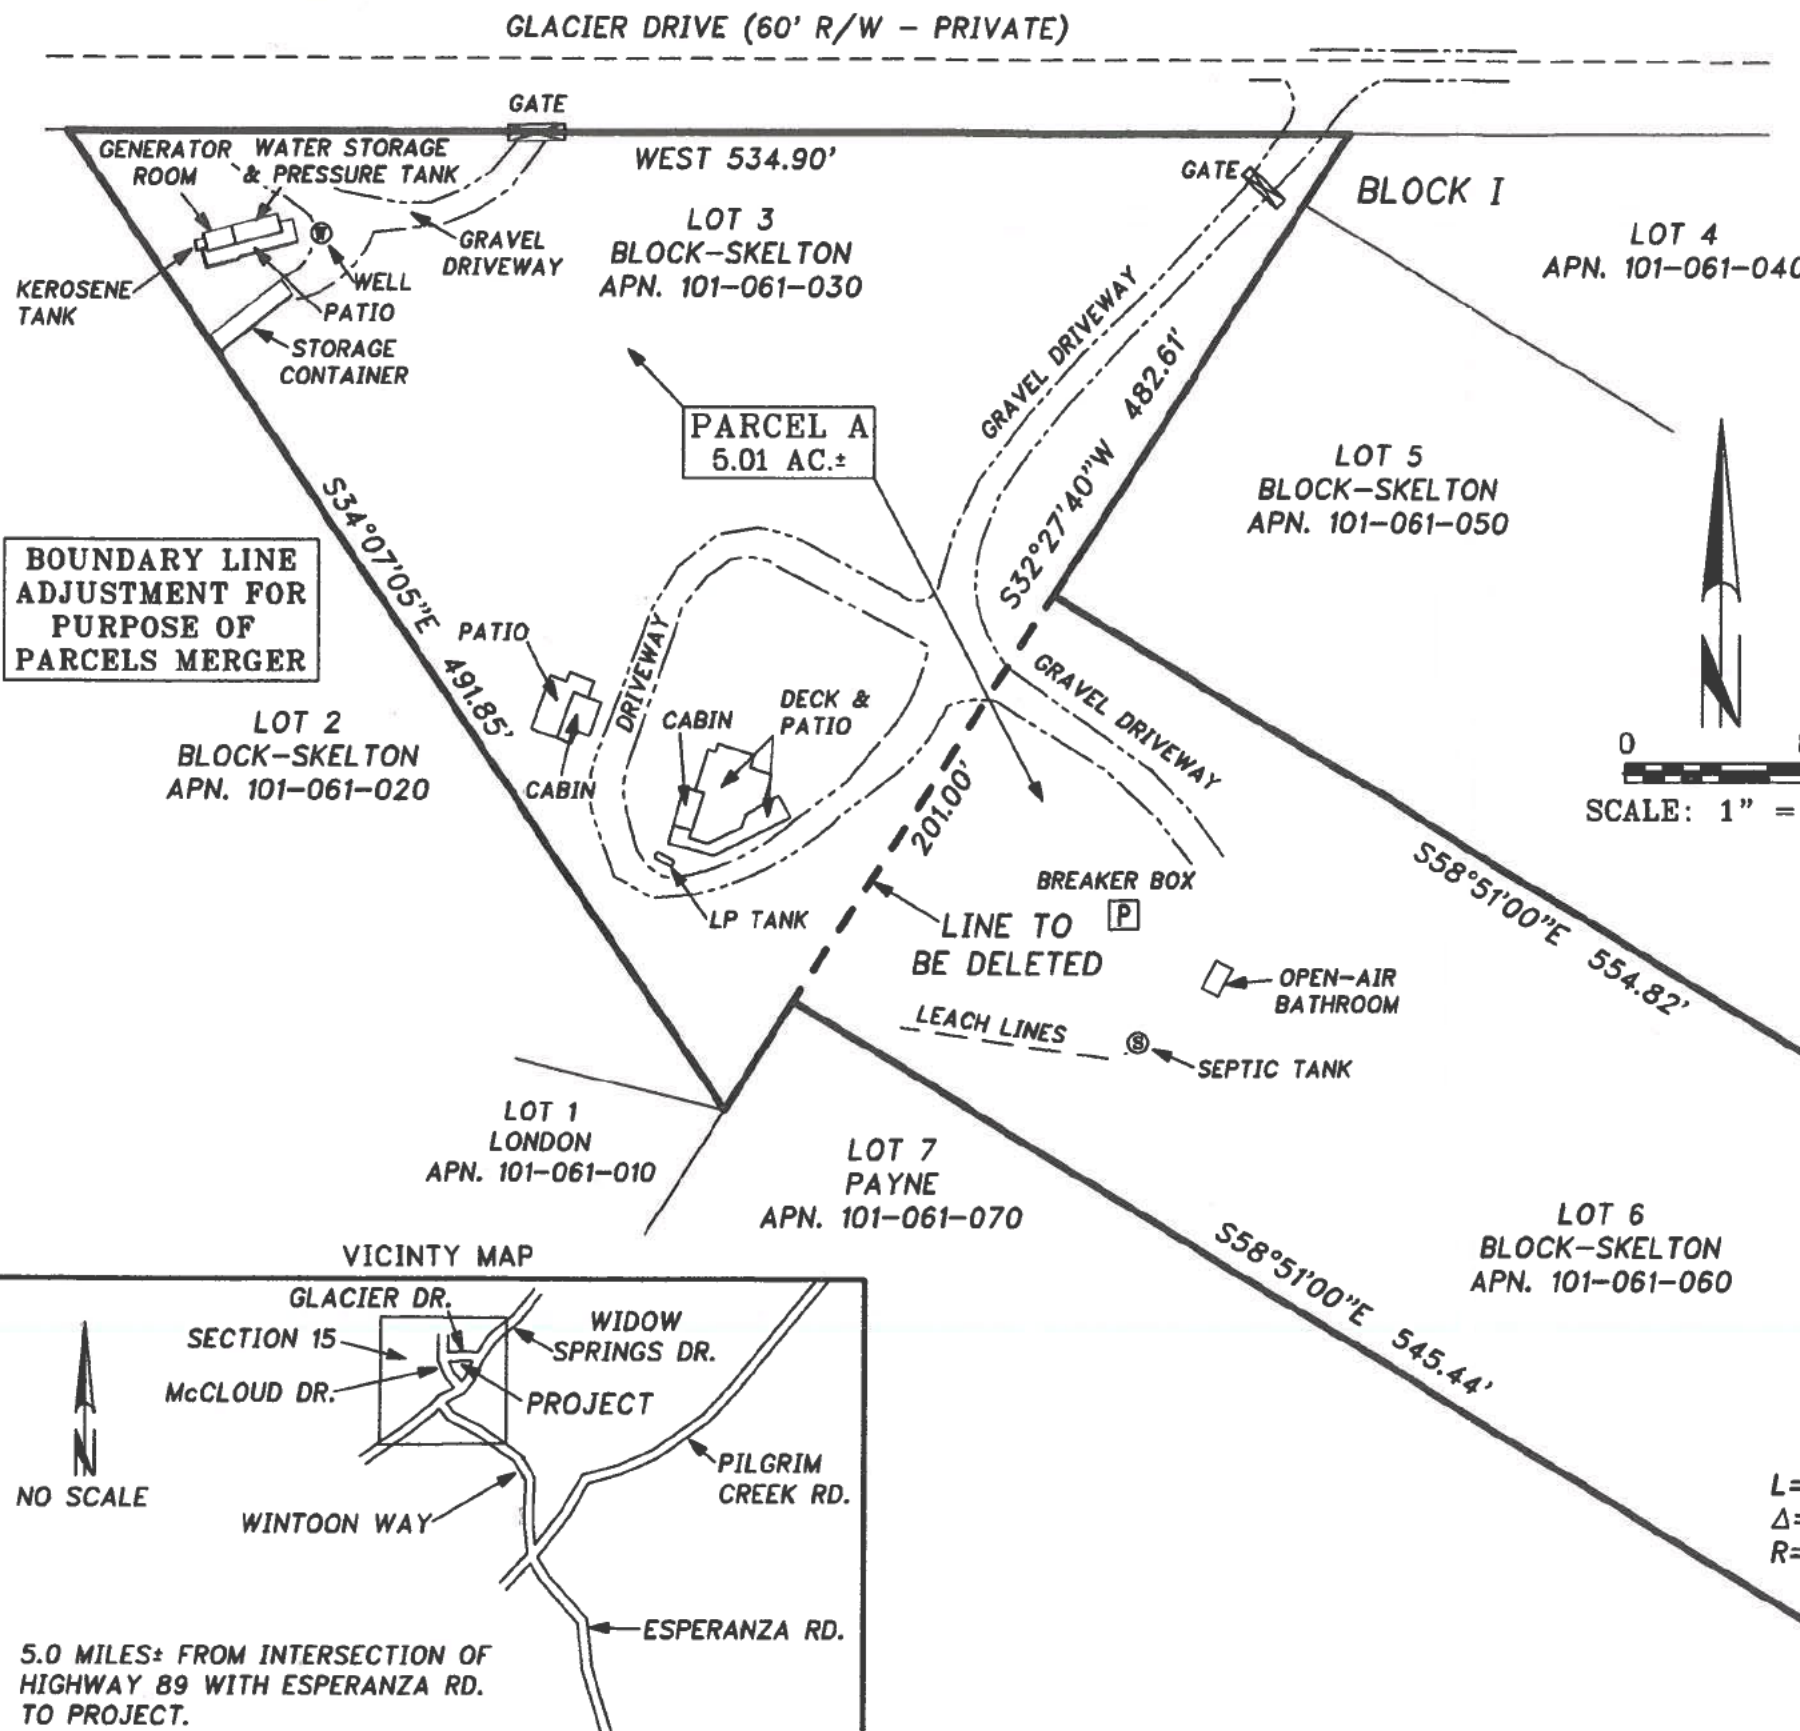 GLACIER DRIVE (60' R/W - PRIVATE)
GATE
WEST 534.90'
GENERATOR
ROOM
WATER STORAGE
& PRESSURE TANK
GATE
BLOCK I
LOT 3
BLOCK-SKELTON
APN. 101-061-030
LOT 4
APN. 101-061-040
GRAVEL
DRIVEWAY
WELL
KEROSENE
TANK
PATIO
STORAGE
CONTAINER
GRAVEL DRIVEWAY
482.61'
S32°27'40"W
PARCEL A
5.01 AC.±
LOT 5
BLOCK-SKELTON
APN. 101-061-050
S34°07'05"E
491.85'
BOUNDARY LINE
ADJUSTMENT FOR
PURPOSE OF
PARCELS MERGER
PATIO
DRIVEWAY
CABIN
DECK &
PATIO
CABIN
GRAVEL DRIVEWAY
LOT 2
BLOCK-SKELTON
APN. 101-061-020
N
0
SCALE: 1" =
201.00'
LP TANK
LINE TO
BE DELETED
BREAKER BOX
P
S58°51'00"E
554.82'
OPEN-AIR
BATHROOM
LEACH LINES
S
SEPTIC TANK
LOT 1
LONDON
APN. 101-061-010
LOT 7
PAYNE
APN. 101-061-070
S58°51'00"E
545.44'
LOT 6
BLOCK-SKELTON
APN. 101-061-060
L=
Δ=
R=
VICINTY MAP
GLACIER DR.
SECTION 15
McCLOUD DR.
WIDOW
SPRINGS DR.
PROJECT
N
NO SCALE
PILGRIM
CREEK RD.
WINTOON WAY
ESPERANZA RD.
5.0 MILES± FROM INTERSECTION OF
HIGHWAY 89 WITH ESPERANZA RD.
TO PROJECT.